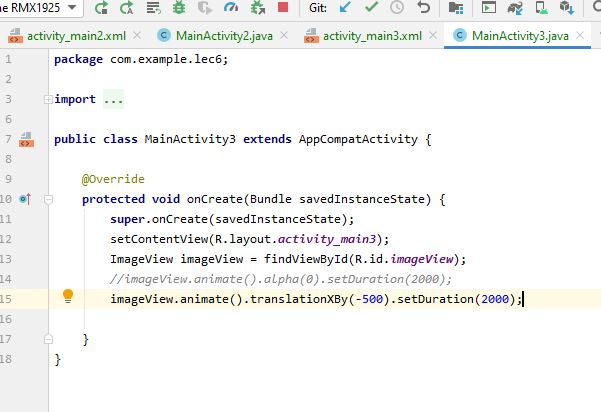 ne RMX1925
Git:
activity_main2.xml
MainActivity2.java
activity_main3.xml
MainActivity3.java
1 package com.example.lec6;
2
3 import ...
6
7 public class MainActivity3 extends AppCompatActivity {
8
9 @Override
10 protected void onCreate(Bundle savedInstanceState) {
11 super.onCreate(savedInstanceState);
12 setContentView(R.layout.activity_main3);
13 ImageView imageView = findViewById(R.id.imageView);
14 //imageView.animate().alpha(0).setDuration(2000);
15 imageView.animate().translationXBy(-500).setDuration(2000);
16
17 }
18 }